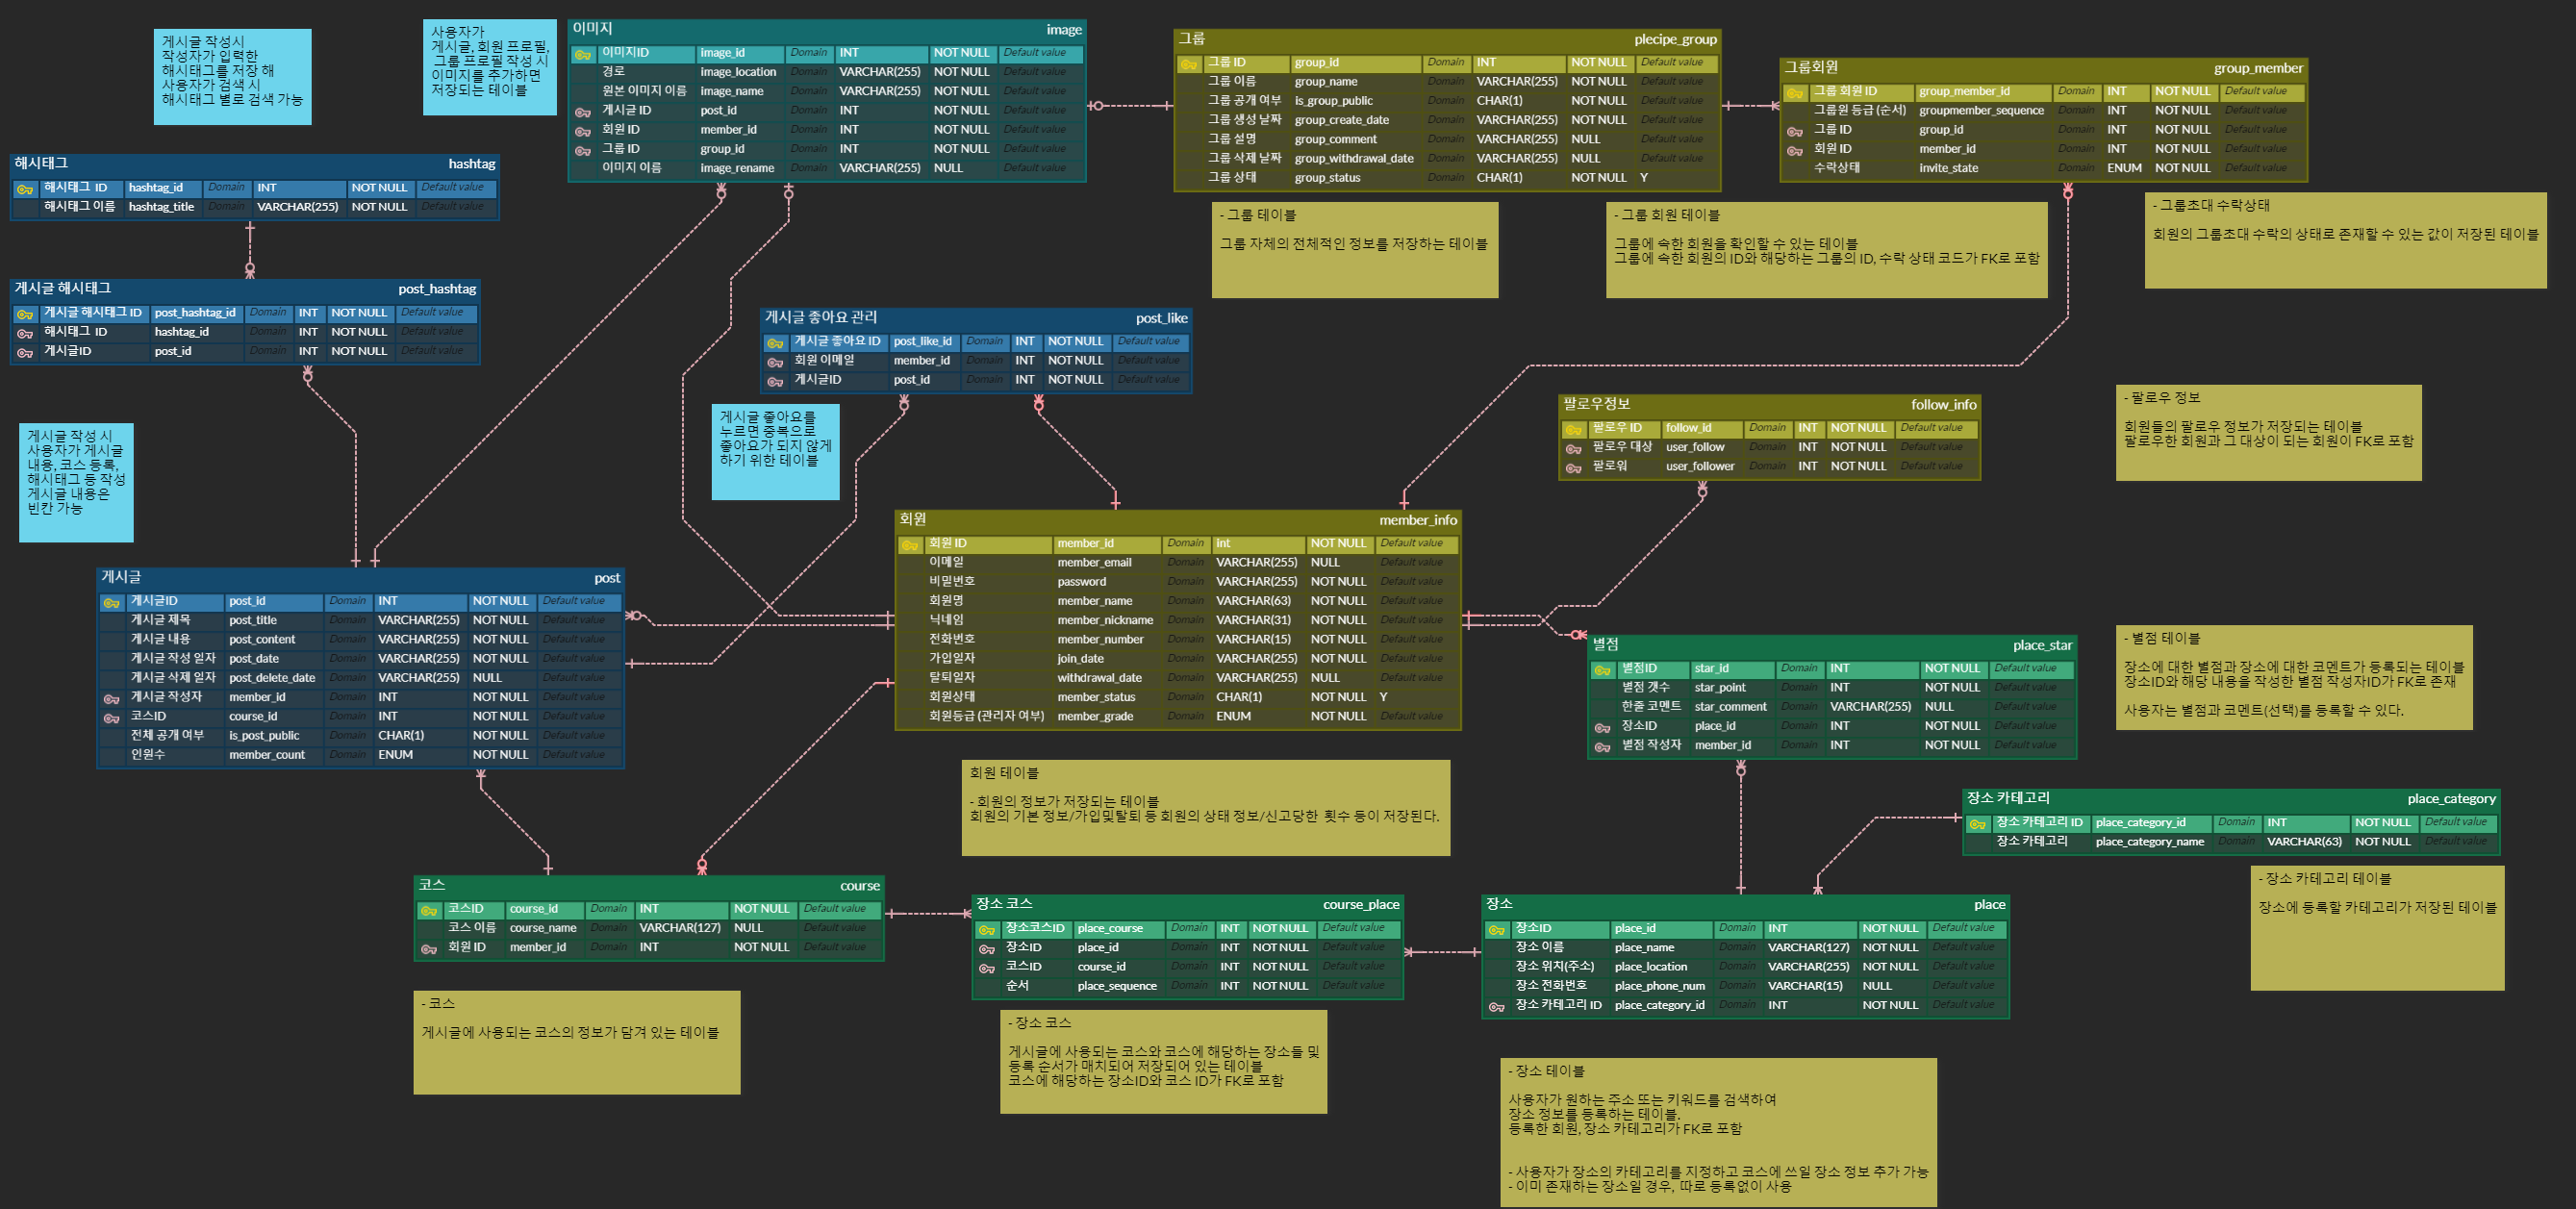 게시글 작성시
작성자가 입력한
해시태그를 저장 해
사용자가 검색 시
해시태그 별로 검색 가능
사용자가
게시글, 회원 프로필,
그룹 프로필 작성 시
이미지를 추가하면
저장되는 테이블
이미지 image
이미지ID image_id Domain INT NOT NULL Default value
경로 image_location Domain VARCHAR(255) NOT NULL Default value
원본 이미지 이름 image_name Domain VARCHAR(255) NOT NULL Default value
게시글 ID post_id Domain INT NOT NULL Default value
회원 ID member_id Domain INT NOT NULL Default value
그룹 ID group_id Domain INT NOT NULL Default value
이미지 이름 image_rename Domain VARCHAR(255) NULL Default value
그룹 plecipe_group
그룹 ID group_id Domain INT NOT NULL Default value
그룹 이름 group_name Domain VARCHAR(255) NOT NULL Default value
그룹 공개 여부 is_group_public Domain CHAR(1) NOT NULL Default value
그룹 생성 날짜 group_create_date Domain VARCHAR(255) NOT NULL Default value
그룹 설명 group_comment Domain VARCHAR(255) NULL Default value
그룹 삭제 날짜 group_withdrawal_date Domain VARCHAR(255) NULL Default value
그룹 상태 group_status Domain CHAR(1) NOT NULL Y
그룹회원 group_member
그룹 회원 ID group_member_id Domain INT NOT NULL Default value
그룹원 등급 (순서) groupmember_sequence Domain INT NOT NULL Default value
그룹 ID group_id Domain INT NOT NULL Default value
회원 ID member_id Domain INT NOT NULL Default value
수락상태 invite_state Domain ENUM NOT NULL Default value
- 그룹 테이블
그룹 자체의 전체적인 정보를 저장하는 테이블
- 그룹 회원 테이블
그룹에 속한 회원을 확인할 수 있는 테이블
그룹에 속한 회원의 ID와 해당하는 그룹의 ID, 수락 상태 코드가 FK로 포함
- 그룹초대 수락상태
회원의 그룹초대 수락의 상태로 존재할 수 있는 값이 저장된 테이블
해시태그 hashtag
해시태그 ID hashtag_id Domain INT NOT NULL Default value
해시태그 이름 hashtag_title Domain VARCHAR(255) NOT NULL Default value
게시글 해시태그 post_hashtag
게시글 해시태그 ID post_hashtag_id Domain INT NOT NULL Default value
해시태그 ID hashtag_id Domain INT NOT NULL Default value
게시글ID post_id Domain INT NOT NULL Default value
게시글 좋아요 관리 post_like
게시글 좋아요 ID post_like_id Domain INT NOT NULL Default value
회원 이메일 member_id Domain INT NOT NULL Default value
게시글ID post_id Domain INT NOT NULL Default value
게시글 좋아요를
누르면 중복으로
좋아요가 되지 않게
하기 위한 테이블
팔로우정보 follow_info
팔로우 ID follow_id Domain INT NOT NULL Default value
팔로우 대상 user_follow Domain INT NOT NULL Default value
팔로워 user_follower Domain INT NOT NULL Default value
- 팔로우 정보
회원들의 팔로우 정보가 저장되는 테이블
팔로우한 회원과 그 대상이 되는 회원이 FK로 포함
게시글 작성 시
사용자가 게시글
내용, 코스 등록,
해시태그 등 작성
게시글 내용은
빈칸 가능
회원 member_info
회원 ID member_id Domain int NOT NULL Default value
이메일 member_email Domain VARCHAR(255) NULL Default value
비밀번호 password Domain VARCHAR(255) NOT NULL Default value
회원명 member_name Domain VARCHAR(63) NOT NULL Default value
닉네임 member_nickname Domain VARCHAR(31) NOT NULL Default value
전화번호 member_number Domain VARCHAR(15) NOT NULL Default value
가입일자 join_date Domain VARCHAR(255) NOT NULL Default value
탈퇴일자 withdrawal_date Domain VARCHAR(255) NULL Default value
회원상태 member_status Domain CHAR(1) NOT NULL Y
회원등급 (관리자 여부) member_grade Domain ENUM NOT NULL Default value
게시글 post
게시글ID post_id Domain INT NOT NULL Default value
게시글 제목 post_title Domain VARCHAR(255) NOT NULL Default value
게시글 내용 post_content Domain VARCHAR(255) NOT NULL Default value
게시글 작성 일자 post_date Domain VARCHAR(255) NOT NULL Default value
게시글 삭제 일자 post_delete_date Domain VARCHAR(255) NULL Default value
게시글 작성자 member_id Domain INT NOT NULL Default value
코스ID course_id Domain INT NOT NULL Default value
전체 공개 여부 is_post_public Domain CHAR(1) NOT NULL Default value
인원수 member_count Domain ENUM NOT NULL Default value
별점 place_star
별점ID star_id Domain INT NOT NULL Default value
별점 갯수 star_point Domain INT NOT NULL Default value
한줄 코멘트 star_comment Domain VARCHAR(255) NULL Default value
장소ID place_id Domain INT NOT NULL Default value
별점 작성자 member_id Domain INT NOT NULL Default value
- 별점 테이블
장소에 대한 별점과 장소에 대한 코멘트가 등록되는 테이블
장소ID와 해당 내용을 작성한 별점 작성자ID가 FK로 존재
사용자는 별점과 코멘트(선택)를 등록할 수 있다.
회원 테이블
- 회원의 정보가 저장되는 테이블
회원의 기본 정보/가입및탈퇴 등 회원의 상태 정보/신고당한 횟수 등이 저장된다.
장소 카테고리 place_category
장소 카테고리 ID place_category_id Domain INT NOT NULL Default value
장소 카테고리 place_category_name Domain VARCHAR(63) NOT NULL Default value
- 장소 카테고리 테이블
장소에 등록할 카테고리가 저장된 테이블
코스 course
코스ID course_id Domain INT NOT NULL Default value
코스 이름 course_name Domain VARCHAR(127) NULL Default value
회원 ID member_id Domain INT NOT NULL Default value
장소 코스 course_place
장소코스ID place_course Domain INT NOT NULL Default value
장소ID place_id Domain INT NOT NULL Default value
코스ID course_id Domain INT NOT NULL Default value
순서 place_sequence Domain INT NOT NULL Default value
장소 place
장소ID place_id Domain INT NOT NULL Default value
장소 이름 place_name Domain VARCHAR(127) NOT NULL Default value
장소 위치(주소) place_location Domain VARCHAR(255) NOT NULL Default value
장소 전화번호 place_phone_num Domain VARCHAR(15) NULL Default value
장소 카테고리 ID place_category_id Domain INT NOT NULL Default value
- 코스
게시글에 사용되는 코스의 정보가 담겨 있는 테이블
- 장소 코스
게시글에 사용되는 코스와 코스에 해당하는 장소들 및
등록 순서가 매치되어 저장되어 있는 테이블
코스에 해당하는 장소ID와 코스 ID가 FK로 포함
- 장소 테이블
사용자가 원하는 주소 또는 키워드를 검색하여
장소 정보를 등록하는 테이블.
등록한 회원, 장소 카테고리가 FK로 포함
- 사용자가 장소의 카테고리를 지정하고 코스에 쓰일 장소 정보 추가 가능
- 이미 존재하는 장소일 경우, 따로 등록없이 사용